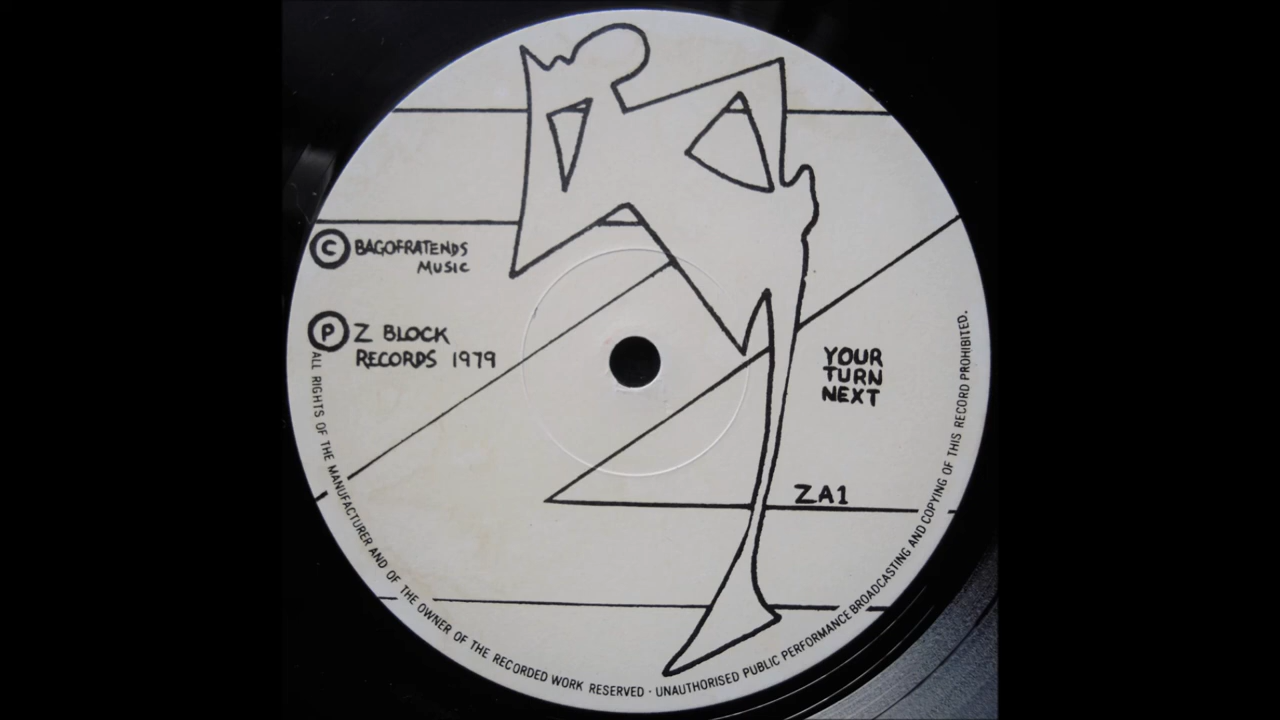 © BAGOFRATENDS
MUSIC
℗ Z BLOCK
RECORDS 1979
YOUR
TURN
NEXT
ZA1
ALL RIGHTS OF THE MANUFACTURER AND OF THE OWNER OF THE RECORDED WORK RESERVED · UNAUTHORISED PUBLIC PERFORMANCE BROADCASTING AND COPYING OF THIS RECORD PROHIBITED.